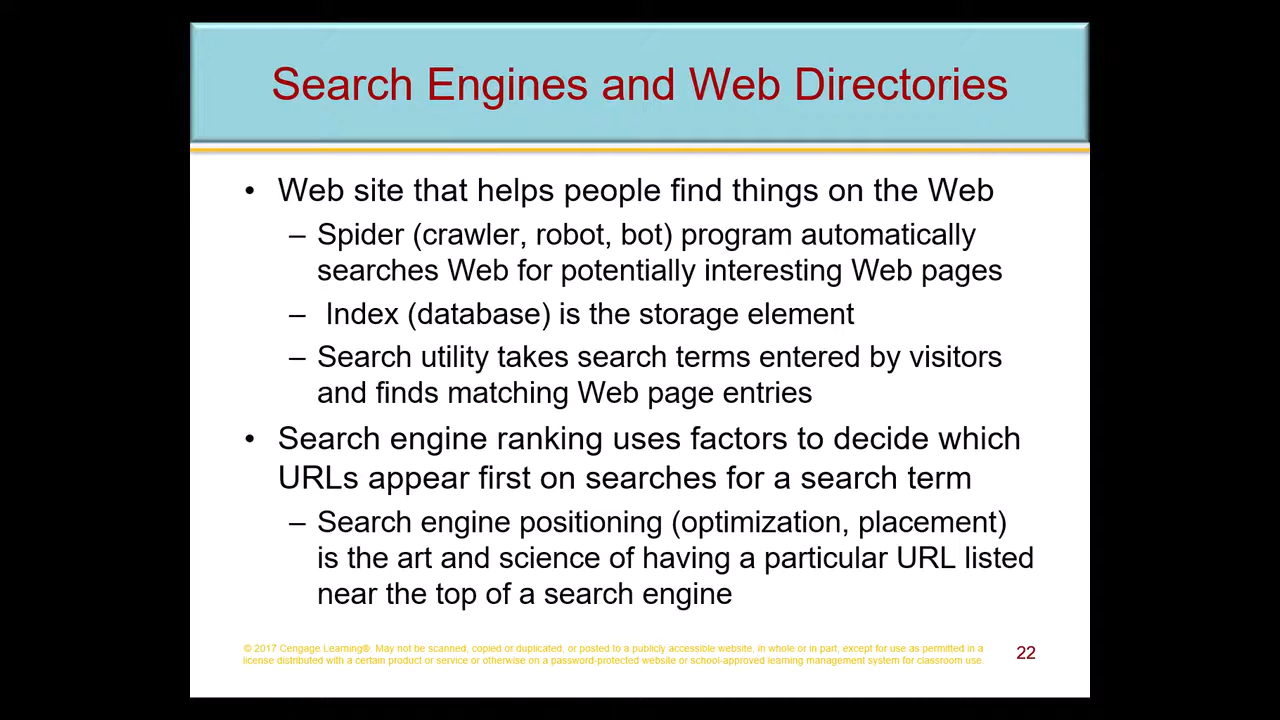 Search Engines and Web Directories
• Web site that helps people find things on the Web
– Spider (crawler, robot, bot) program automatically
searches Web for potentially interesting Web pages
– Index (database) is the storage element
– Search utility takes search terms entered by visitors
and finds matching Web page entries
• Search engine ranking uses factors to decide which
URLs appear first on searches for a search term
– Search engine positioning (optimization, placement)
is the art and science of having a particular URL listed
near the top of a search engine
© 2017 Cengage Learning® May not be scanned, copied or duplicated, or posted to a publicly accessible website, in whole or in part, except for use as permitted in a
license distributed with a certain product or service or otherwise on a password-protected website or school-approved learning management system for classroom use.
22